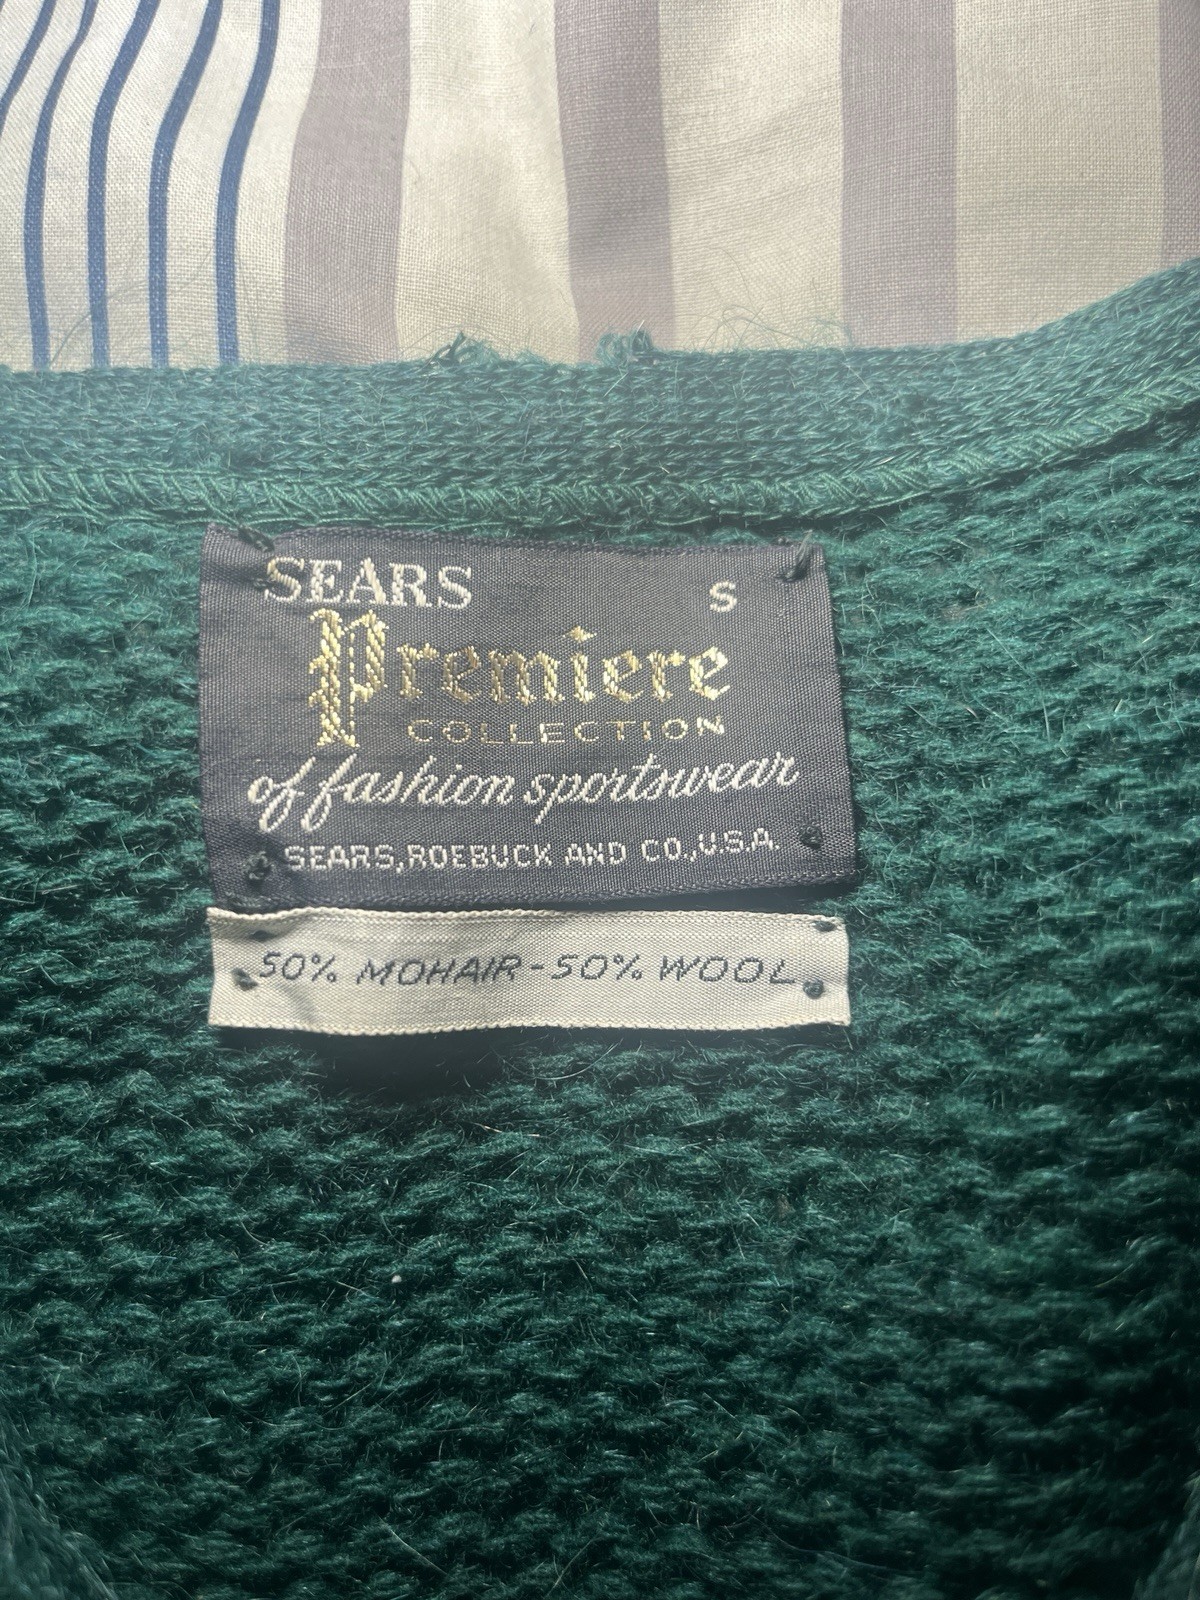 SEARS S
Premiere
COLLECTION
of fashion sportswear
SEARS, ROEBUCK AND CO., U.S.A.
50% MOHAIR - 50% WOOL